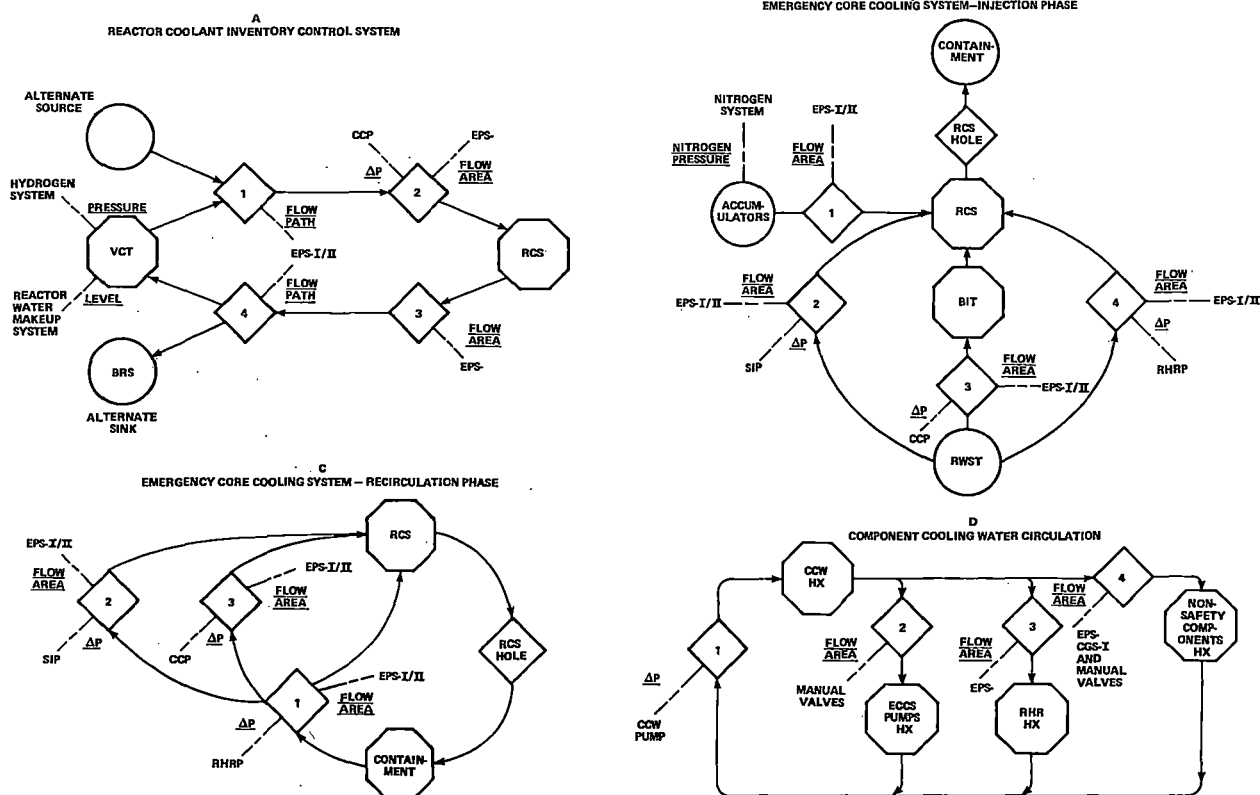 A
REACTOR COOLANT INVENTORY CONTROL SYSTEM
ALTERNATE
SOURCE
HYDROGEN
SYSTEM
PRESSURE
VCT
LEVEL
REACTOR
WATER
MAKEUP
SYSTEM
BRS
ALTERNATE
SINK
1
FLOW
PATH
EPS-I/II
FLOW
PATH
4
CCP
EPS-
ΔP
FLOW
AREA
2
RCS
3
FLOW
AREA
EPS-
EMERGENCY CORE COOLING SYSTEM—INJECTION PHASE
CONTAIN-
MENT
RCS
HOLE
NITROGEN
SYSTEM
NITROGEN
PRESSURE
ACCUM-
ULATORS
EPS-I/II
FLOW
AREA
1
RCS
FLOW
AREA
EPS-I/II
2
ΔP
SIP
BIT
FLOW
AREA
4
EPS-I/II
ΔP
RHRP
FLOW
AREA
3
EPS-I/II
ΔP
CCP
RWST
C
EMERGENCY CORE COOLING SYSTEM — RECIRCULATION PHASE
RCS
EPS-I/II
FLOW
AREA
2
ΔP
SIP
EPS-I/II
3
FLOW
AREA
ΔP
CCP
RCS
HOLE
1
EPS-I/II
FLOW
AREA
ΔP
RHRP
CONTAIN-
MENT
D
COMPONENT COOLING WATER CIRCULATION
CCW
HX
1
ΔP
CCW
PUMP
2
FLOW
AREA
MANUAL
VALVES
ECCS
PUMPS
HX
3
FLOW
AREA
EPS-
RHR
HX
4
FLOW
AREA
EPS-
CGS-I
AND
MANUAL
VALVES
NON-
SAFETY
COMP-
ONENTS
HX